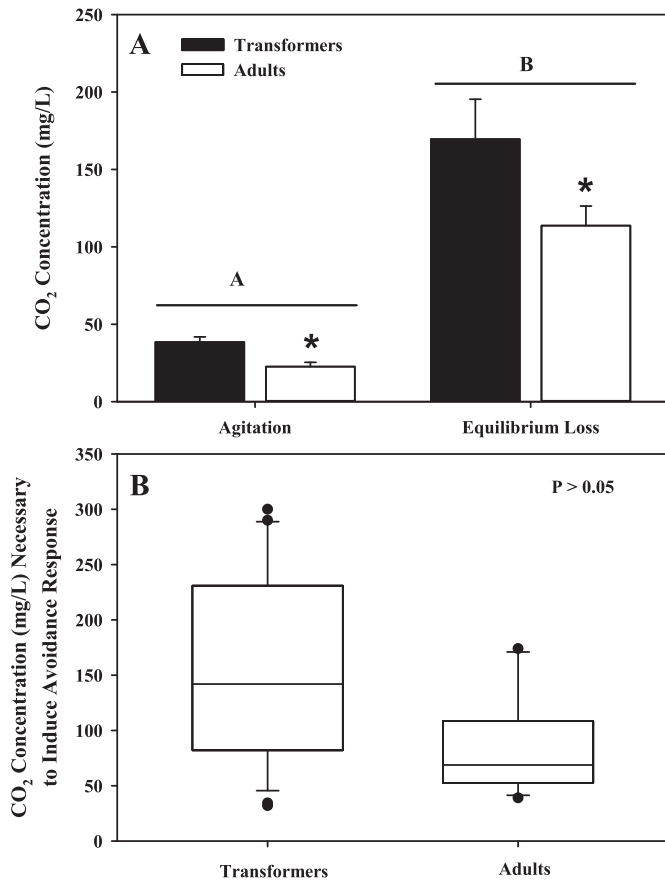 A
Transformers
Adults
CO2 Concentration (mg/L)
250
200
150
100
50
0
A
*
B
*
Agitation
Equilibrium Loss
B
P > 0.05
CO2 Concentration (mg/L) Necessary
to Induce Avoidance Response
350
300
250
200
150
100
50
0
Transformers
Adults